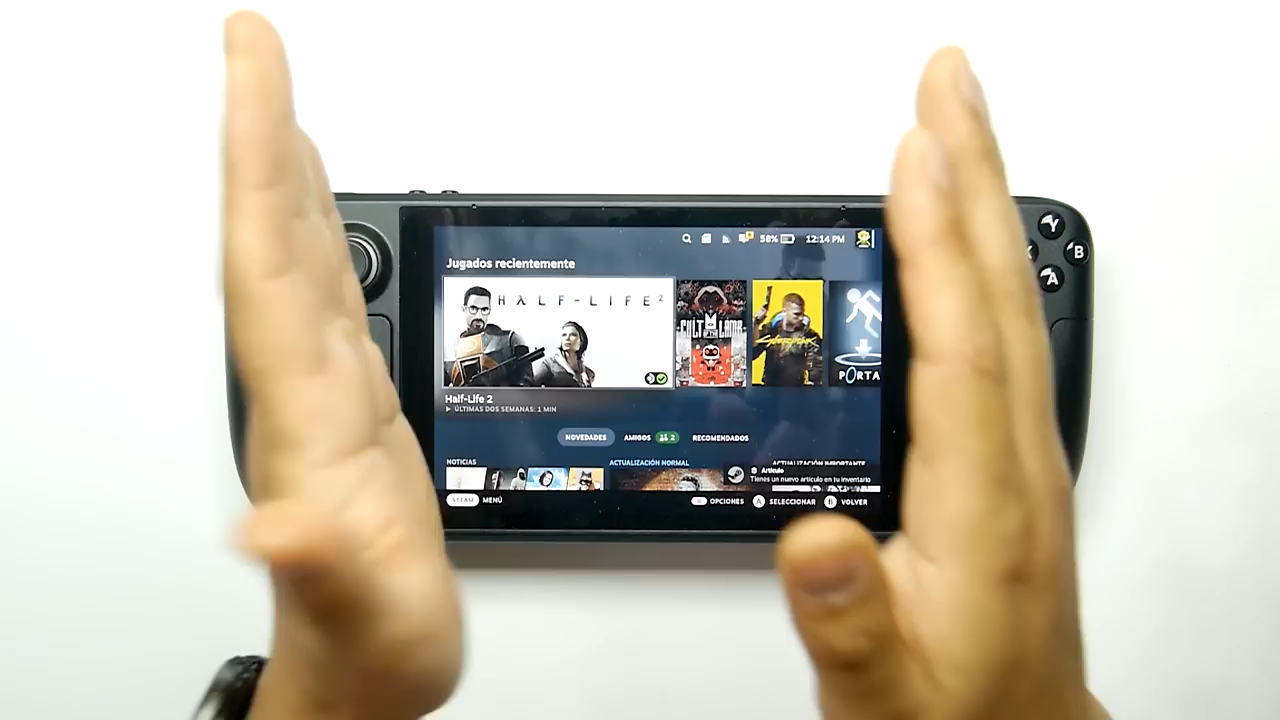 58%
12:14 PM
Y
B
A
Jugados recientemente
HALF-LIFE²
CULT OF THE LAMB
Cyberpunk
PORTA
Half-Life 2
ÚLTIMAS DOS SEMANAS: 1 MIN
NOVEDADES
AMIGOS
2
RECOMENDADOS
NOTICIAS
ACTUALIZACIÓN NORMAL
ACTUALIZACIÓN IMPORTANTE
Artículo
Tienes un nuevo artículo en tu inventario
STEAM MENÚ
OPCIONES
A SELECCIONAR
B VOLVER